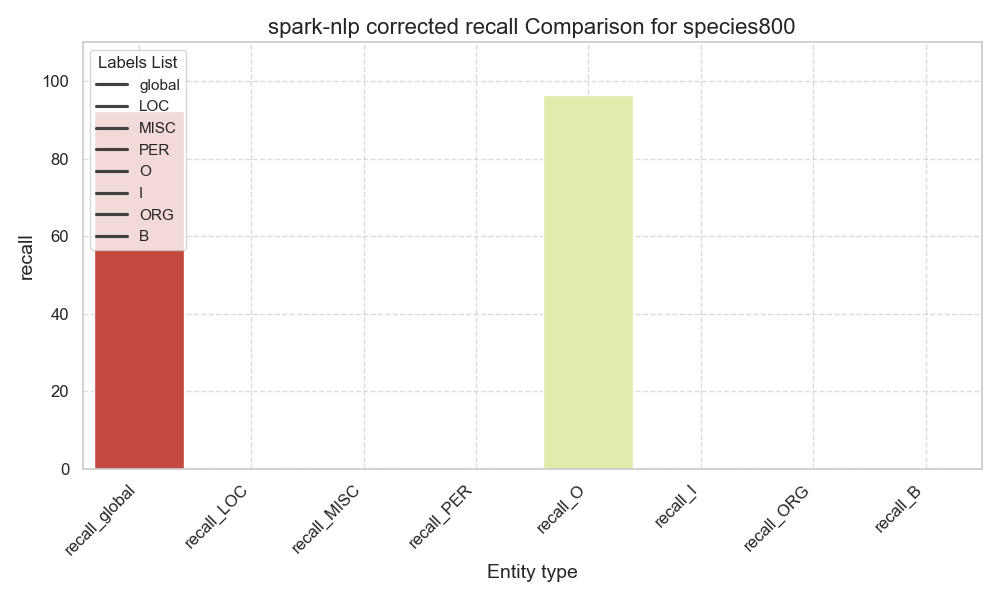 spark-nlp corrected recall Comparison for species800
Labels List
global
LOC
MISC
PER
O
I
ORG
B
100
80
60
40
20
0
recall
recall_global
recall_LOC
recall_MISC
recall_PER
recall_O
recall_I
recall_ORG
recall_B
Entity type